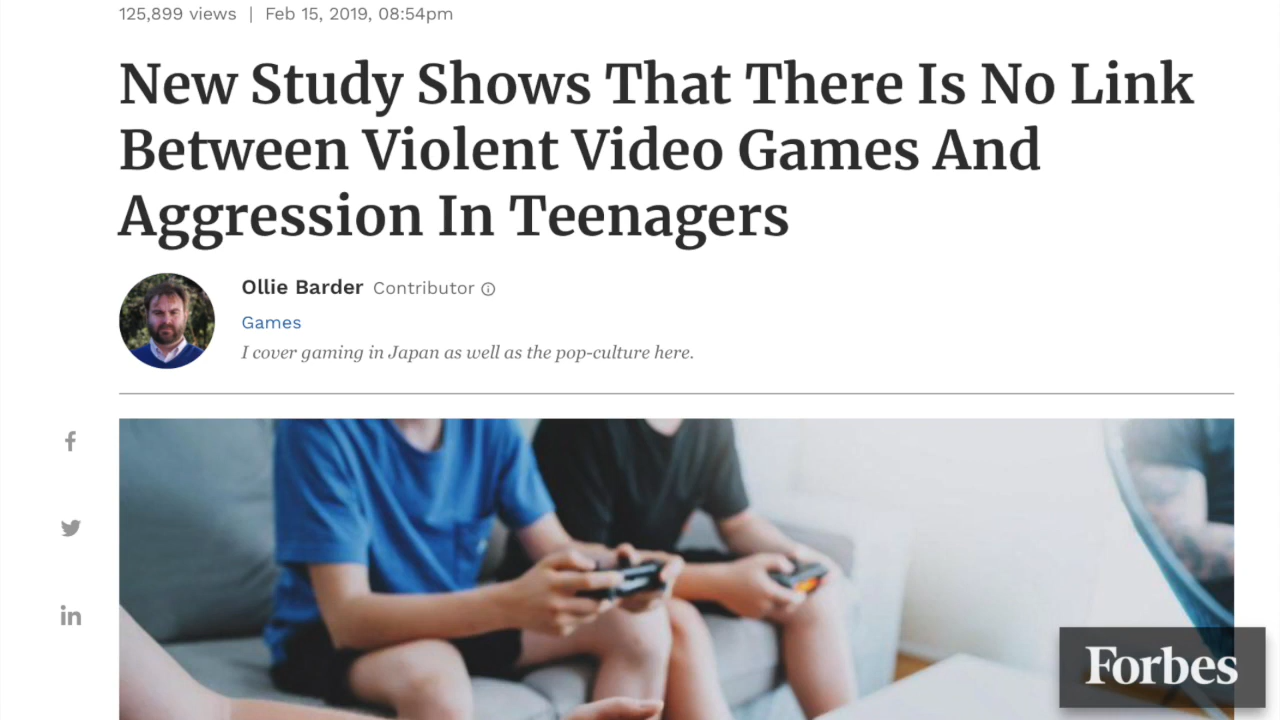 125,899 views | Feb 15, 2019, 08:54pm
New Study Shows That There Is No Link
Between Violent Video Games And
Aggression In Teenagers
Ollie Barder Contributor
Games
I cover gaming in Japan as well as the pop-culture here.
f
in
Forbes